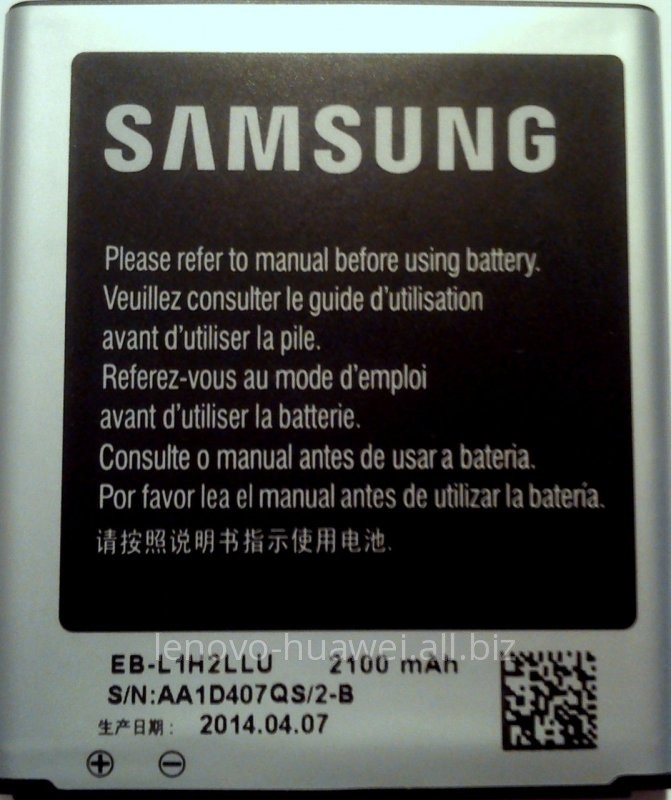 SAMSUNG
Please refer to manual before using battery.
Veuillez consulter le guide d'utilisation
avant d'utiliser la pile.
Referez-vous au mode d'emploi
avant d'utiliser la batterie.
Consulte o manual antes de usar a bateria.
Por favor lea el manual antes de utilizar la batería.
请按照说明书指示使用电池.
lenovo-huawei.all.biz
EB-L1H2LLU 2100 mAh
S/N:AA1D407QS/2-B
生产日期: 2014.04.07